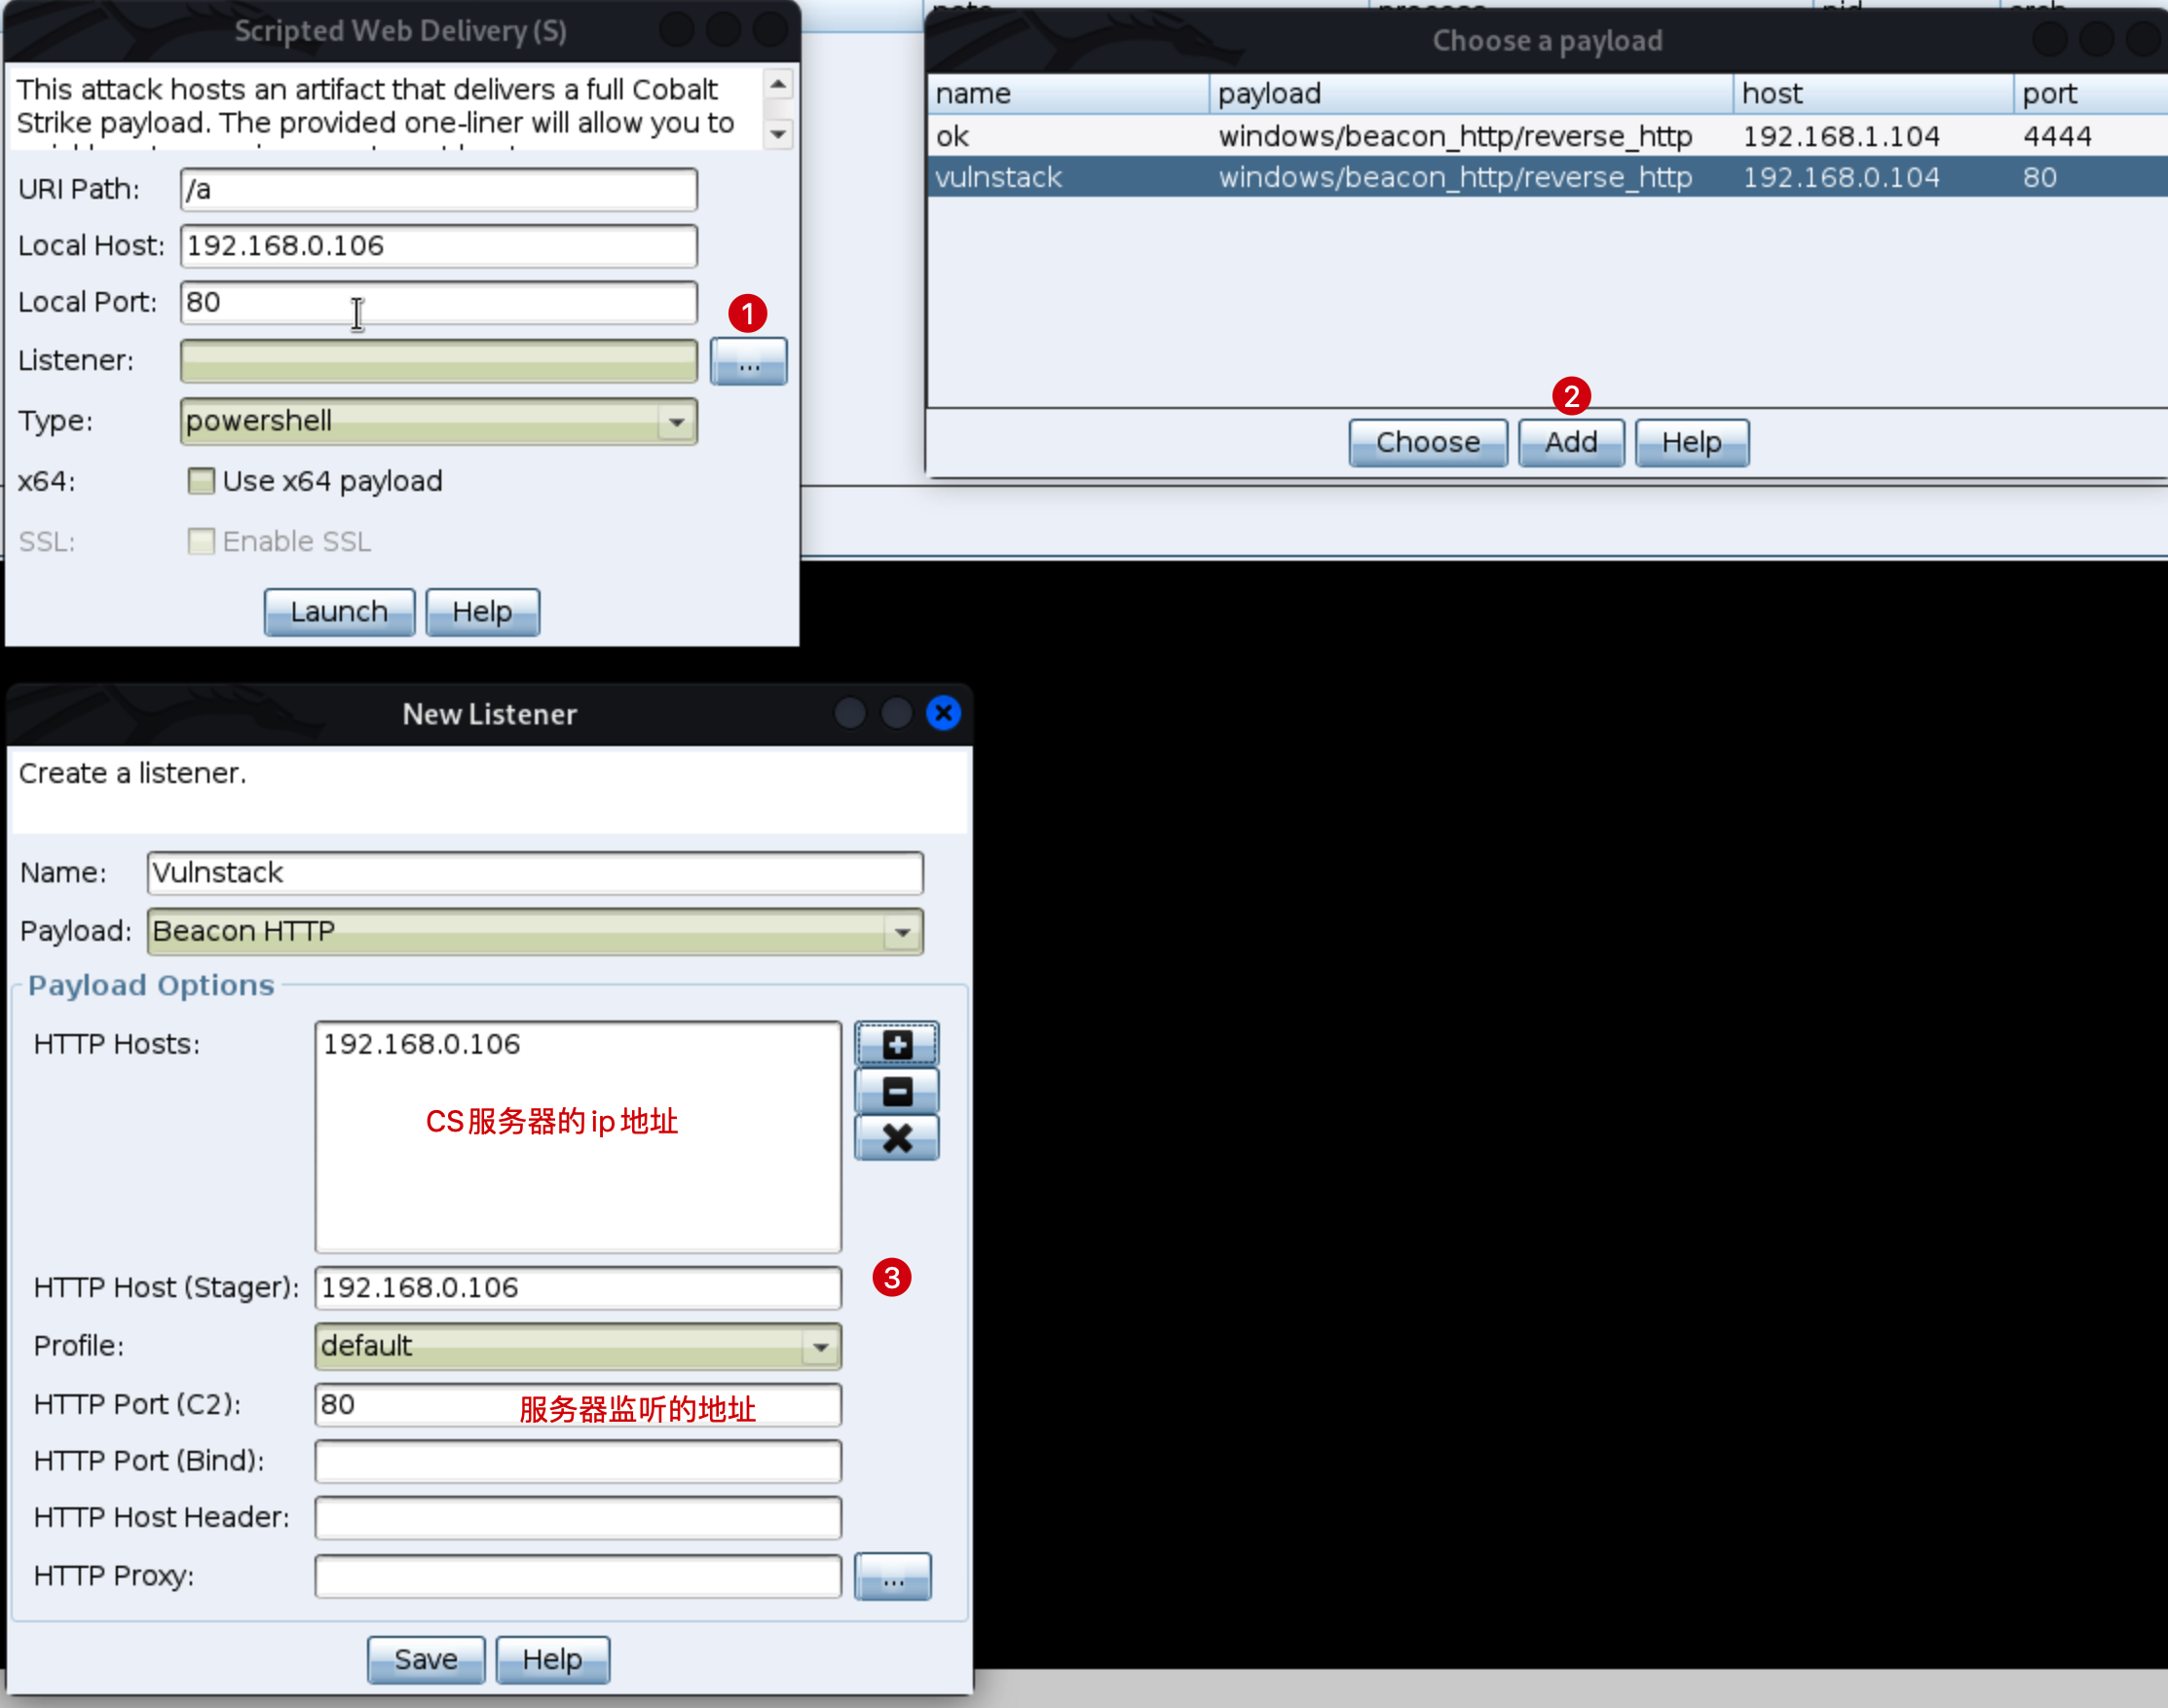 Scripted Web Delivery (S)
This attack hosts an artifact that delivers a full Cobalt
Strike payload. The provided one-liner will allow you to
URI Path: /a
Local Host: 192.168.0.106
Local Port: 80
1
Listener: ...
Type: powershell
x64: Use x64 payload
SSL: Enable SSL
Launch Help
Choose a payload
name payload host port
ok windows/beacon_http/reverse_http 192.168.1.104 4444
vulnstack windows/beacon_http/reverse_http 192.168.0.104 80
2
Choose Add Help
New Listener
Create a listener.
Name: Vulnstack
Payload: Beacon HTTP
Payload Options
HTTP Hosts: 192.168.0.106
CS服务器的ip地址
HTTP Host (Stager): 192.168.0.106
3
Profile: default
HTTP Port (C2): 80 服务器监听的地址
HTTP Port (Bind):
HTTP Host Header:
HTTP Proxy: ...
Save Help